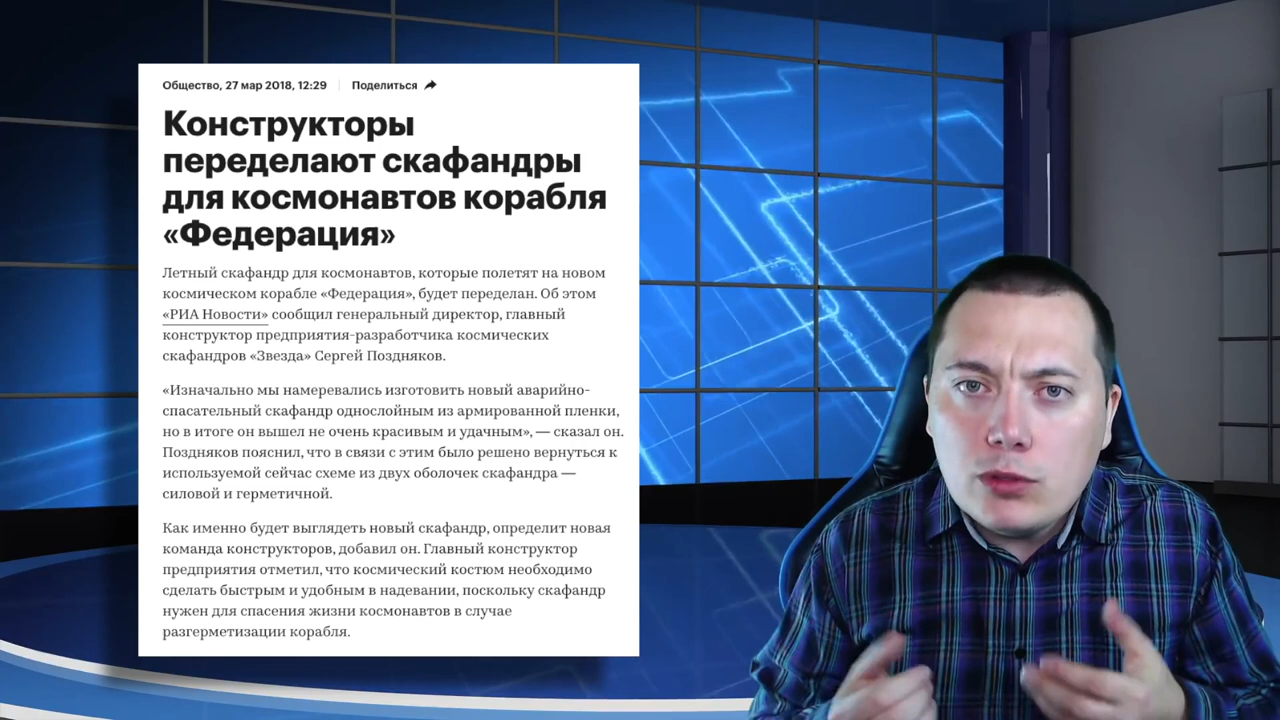 Общество, 27 мар 2018, 12:29 Поделиться
Конструкторы
переделают скафандры
для космонавтов корабля
«Федерация»
Летный скафандр для космонавтов, которые полетят на новом
космическом корабле «Федерация», будет переделан. Об этом
«РИА Новости» сообщил генеральный директор, главный
конструктор предприятия-разработчика космических
скафандров «Звезда» Сергей Поздняков.
«Изначально мы намеревались изготовить новый аварийно-
спасательный скафандр однослойным из армированной пленки,
но в итоге он вышел не очень красивым и удачным», — сказал он.
Поздняков пояснил, что в связи с этим было решено вернуться к
используемой сейчас схеме из двух оболочек скафандра —
силовой и герметичной.
Как именно будет выглядеть новый скафандр, определит новая
команда конструкторов, добавил он. Главный конструктор
предприятия отметил, что космический костюм необходимо
сделать быстрым и удобным в надевании, поскольку скафандр
нужен для спасения жизни космонавтов в случае
разгерметизации корабля.